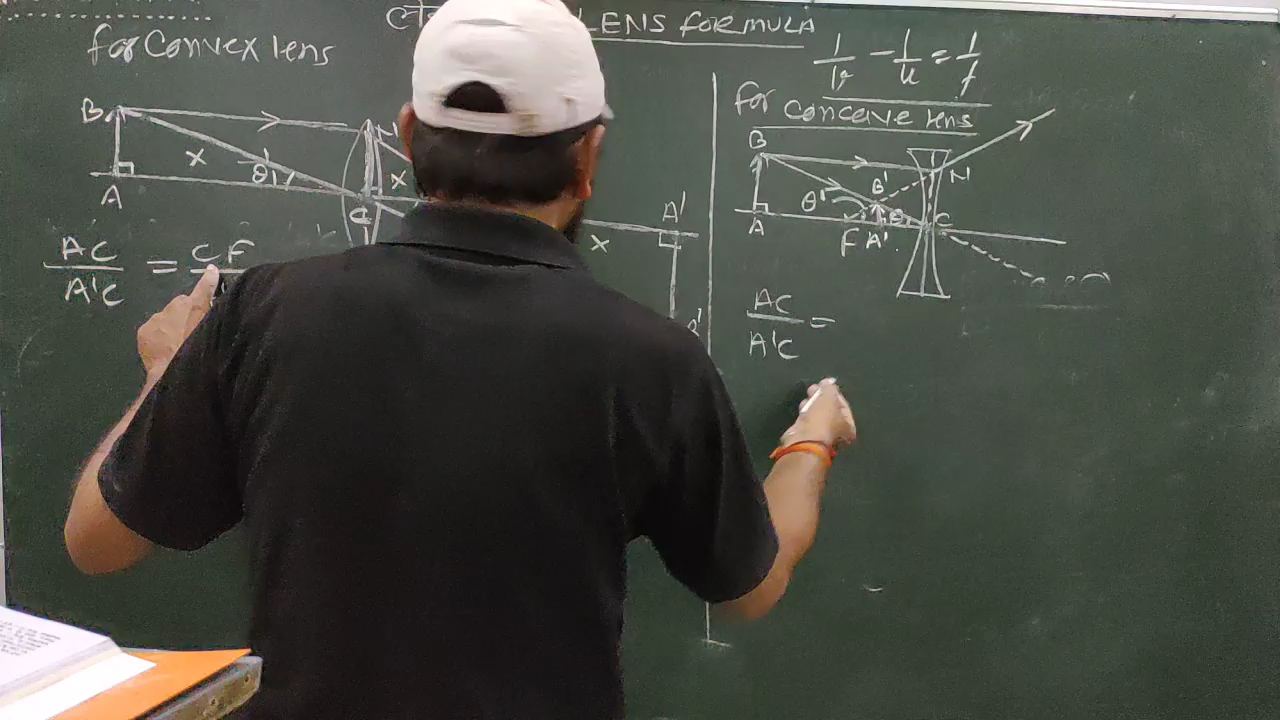 LENS FORMULA
for Convex lens
B
N
x
θ
x
A
C
A'
x
AC / A'C = CF
1/v - 1/u = 1/f
for concave lens
B
N
B'
θ
θ
C
A
F A'
AC / A'C =